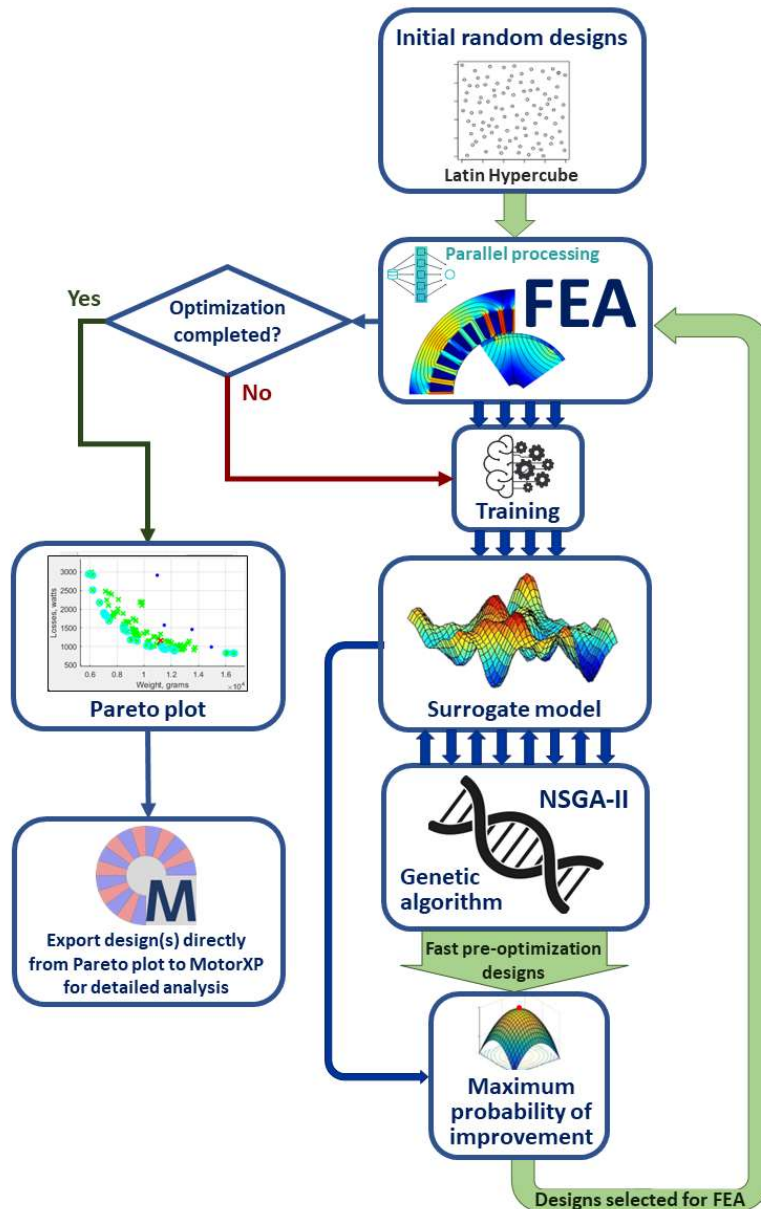 Initial random designs
Latin Hypercube
Parallel processing
FEA
Yes
Optimization
completed?
No
Training
Losses, watts
3000
2500
2000
1500
1000
500
0.6
0.8
1
1.2
1.4
1.6
Weight, grams
×10⁴
Pareto plot
Surrogate model
NSGA-II
Genetic
algorithm
M
Export design(s) directly
from Pareto plot to MotorXP
for detailed analysis
Fast pre-optimization
designs
Maximum
probability of
improvement
Designs selected for FEA